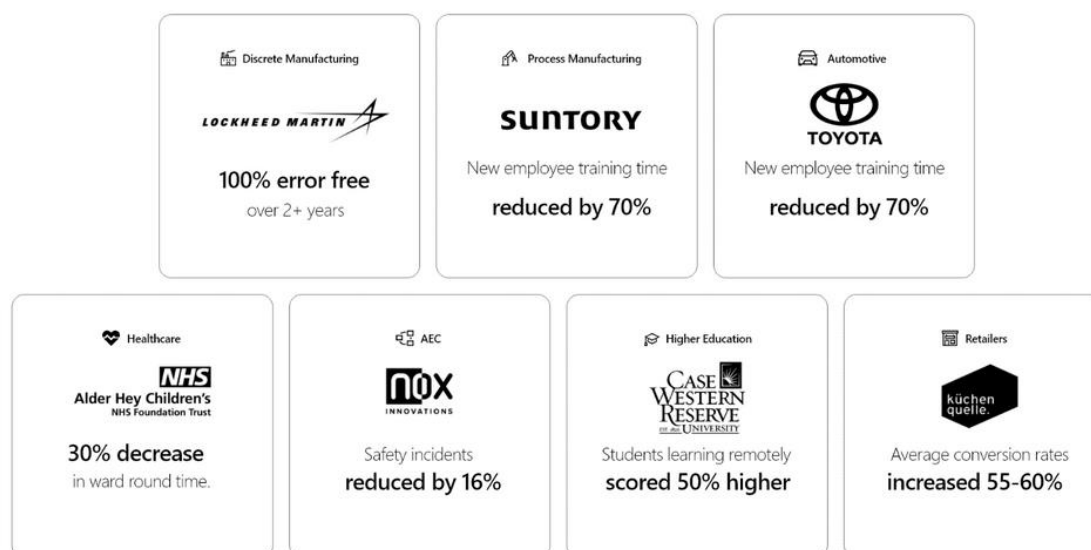 Discrete Manufacturing
LOCKHEED MARTIN
100% error free
over 2+ years
Process Manufacturing
SUNTORY
New employee training time
reduced by 70%
Automotive
TOYOTA
New employee training time
reduced by 70%
Healthcare
NHS
Alder Hey Children's
NHS Foundation Trust
30% decrease
in ward round time.
AEC
nox
INNOVATIONS
Safety incidents
reduced by 16%
Higher Education
CASE
WESTERN
RESERVE
EST. 1826 UNIVERSITY
Students learning remotely
scored 50% higher
Retailers
küchen
quelle.
Average conversion rates
increased 55-60%